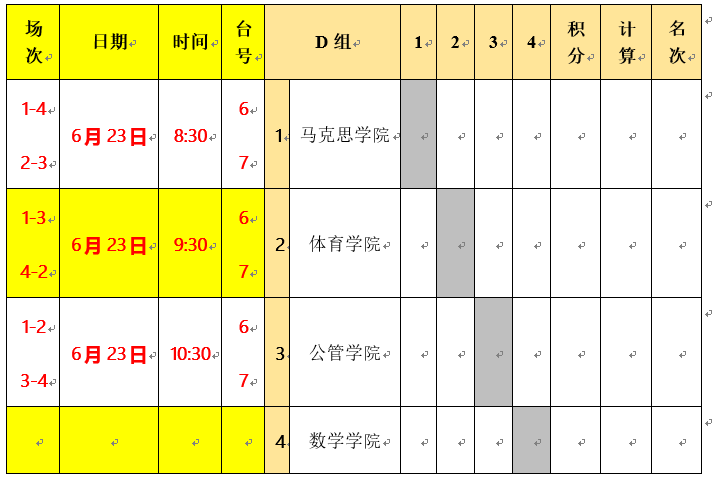 场次 日期 时间 台号 D 组 1 2 3 4 积分 计算 名次
1-4 6月23日 8:30 6 1 马克思学院
2-3 7
1-3 6月23日 9:30 6 2 体育学院
4-2 7
1-2 6月23日 10:30 6 3 公管学院
3-4 7
4 数学学院